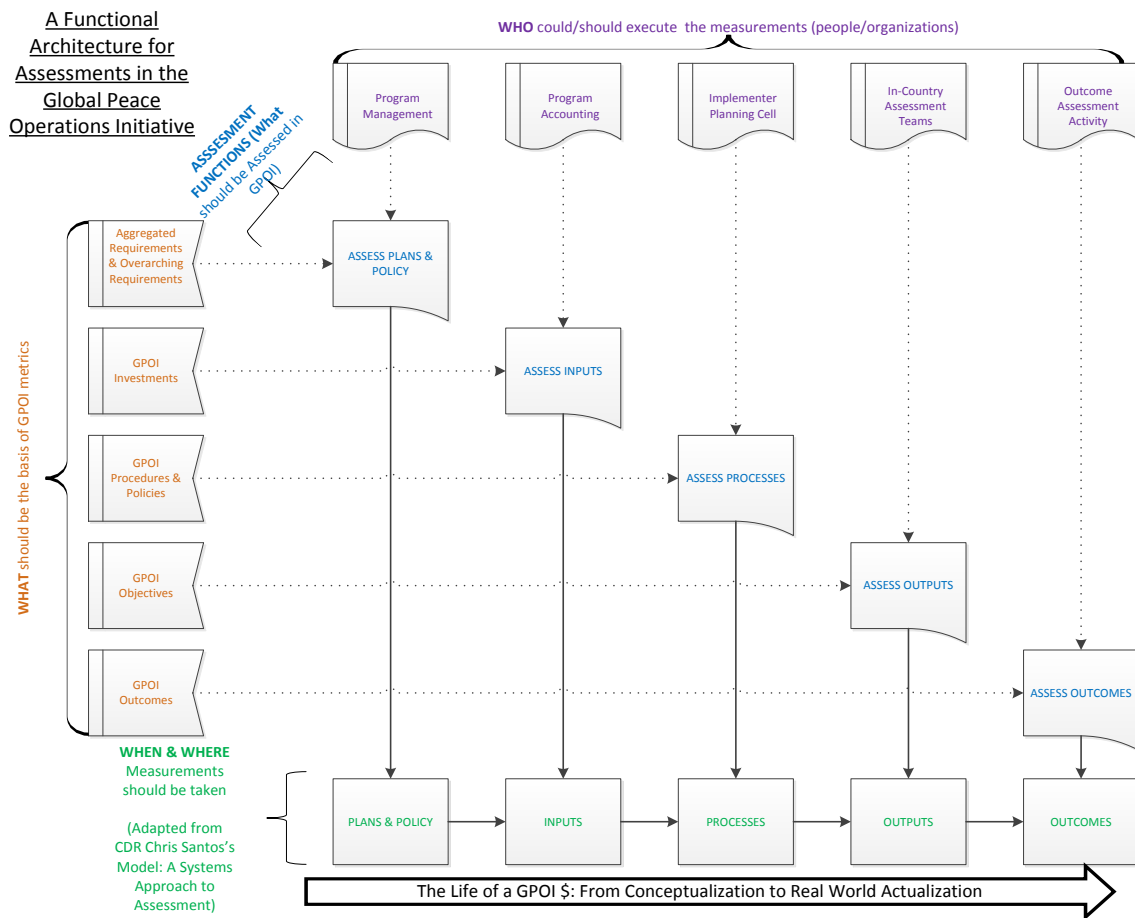 A Functional
Architecture for
Assessments in the
Global Peace
Operations Initiative
WHO could/should execute  the measurements (people/organizations)
Program
Management
Program
Accounting
Implementer
Planning Cell
In-Country
Assessment
Teams
Outcome
Assessment
Activity
ASSSESMENT
FUNCTIONS (What
should be Assessed in
GPOI)
WHAT should be the basis of GPOI metrics
Aggregated
Requirements
& Overarching
Requirements
ASSESS PLANS &
POLICY
GPOI
Investments
ASSESS INPUTS
GPOI
Procedures &
Policies
ASSESS PROCESSES
GPOI
Objectives
ASSESS OUTPUTS
GPOI
Outcomes
ASSESS OUTCOMES
WHEN & WHERE
Measurements
should be taken
(Adapted from
CDR Chris Santos’s
Model: A Systems
Approach to
Assessment)
PLANS & POLICY
INPUTS
PROCESSES
OUTPUTS
OUTCOMES
The Life of a GPOI $: From Conceptualization to Real World Actualization